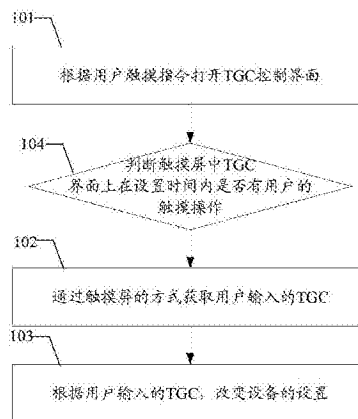 101
根据用户触摸指令打开TGC控制界面
104
判断触摸屏中TGC
界面上在设置时间内是否有用户的
触摸操作
102
通过触摸屏的方式获取用户输入的TGC
103
根据用户输入的TGC，改变设备的设置